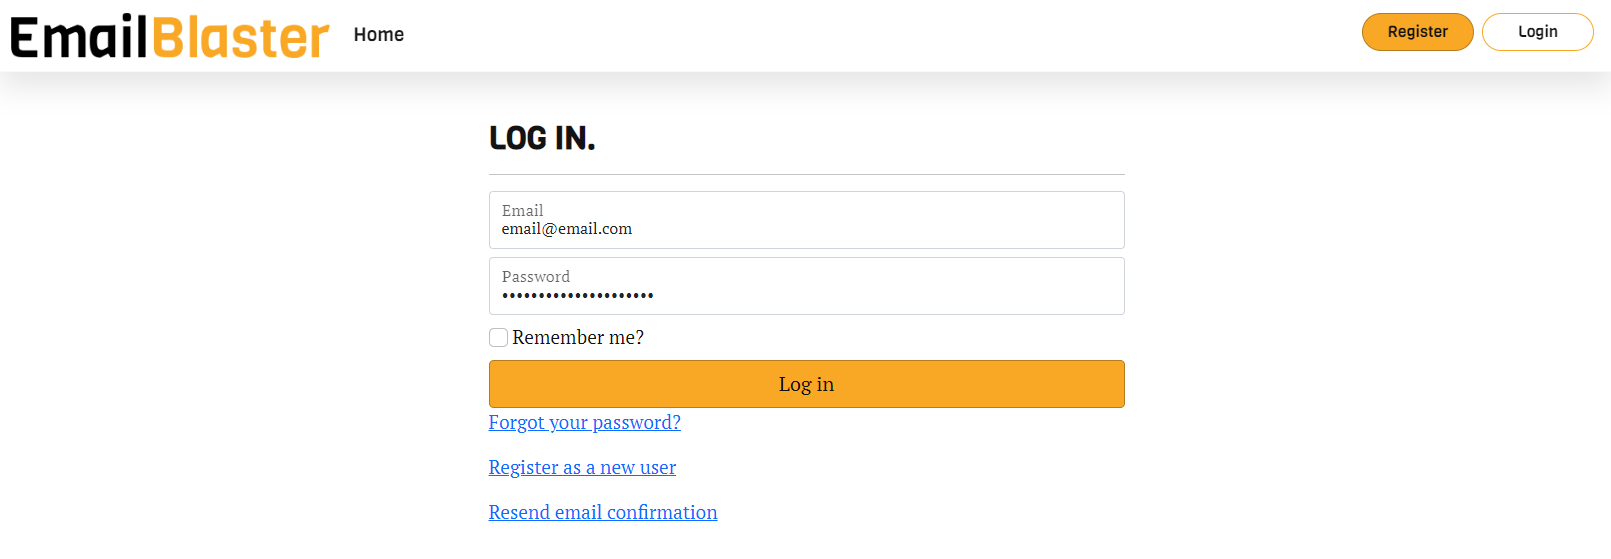 EmailBlaster Home Register Login
LOG IN.
Email
email@email.com
Password
•••••••••••••••••••••
Remember me?
Log in
Forgot your password?
Register as a new user
Resend email confirmation